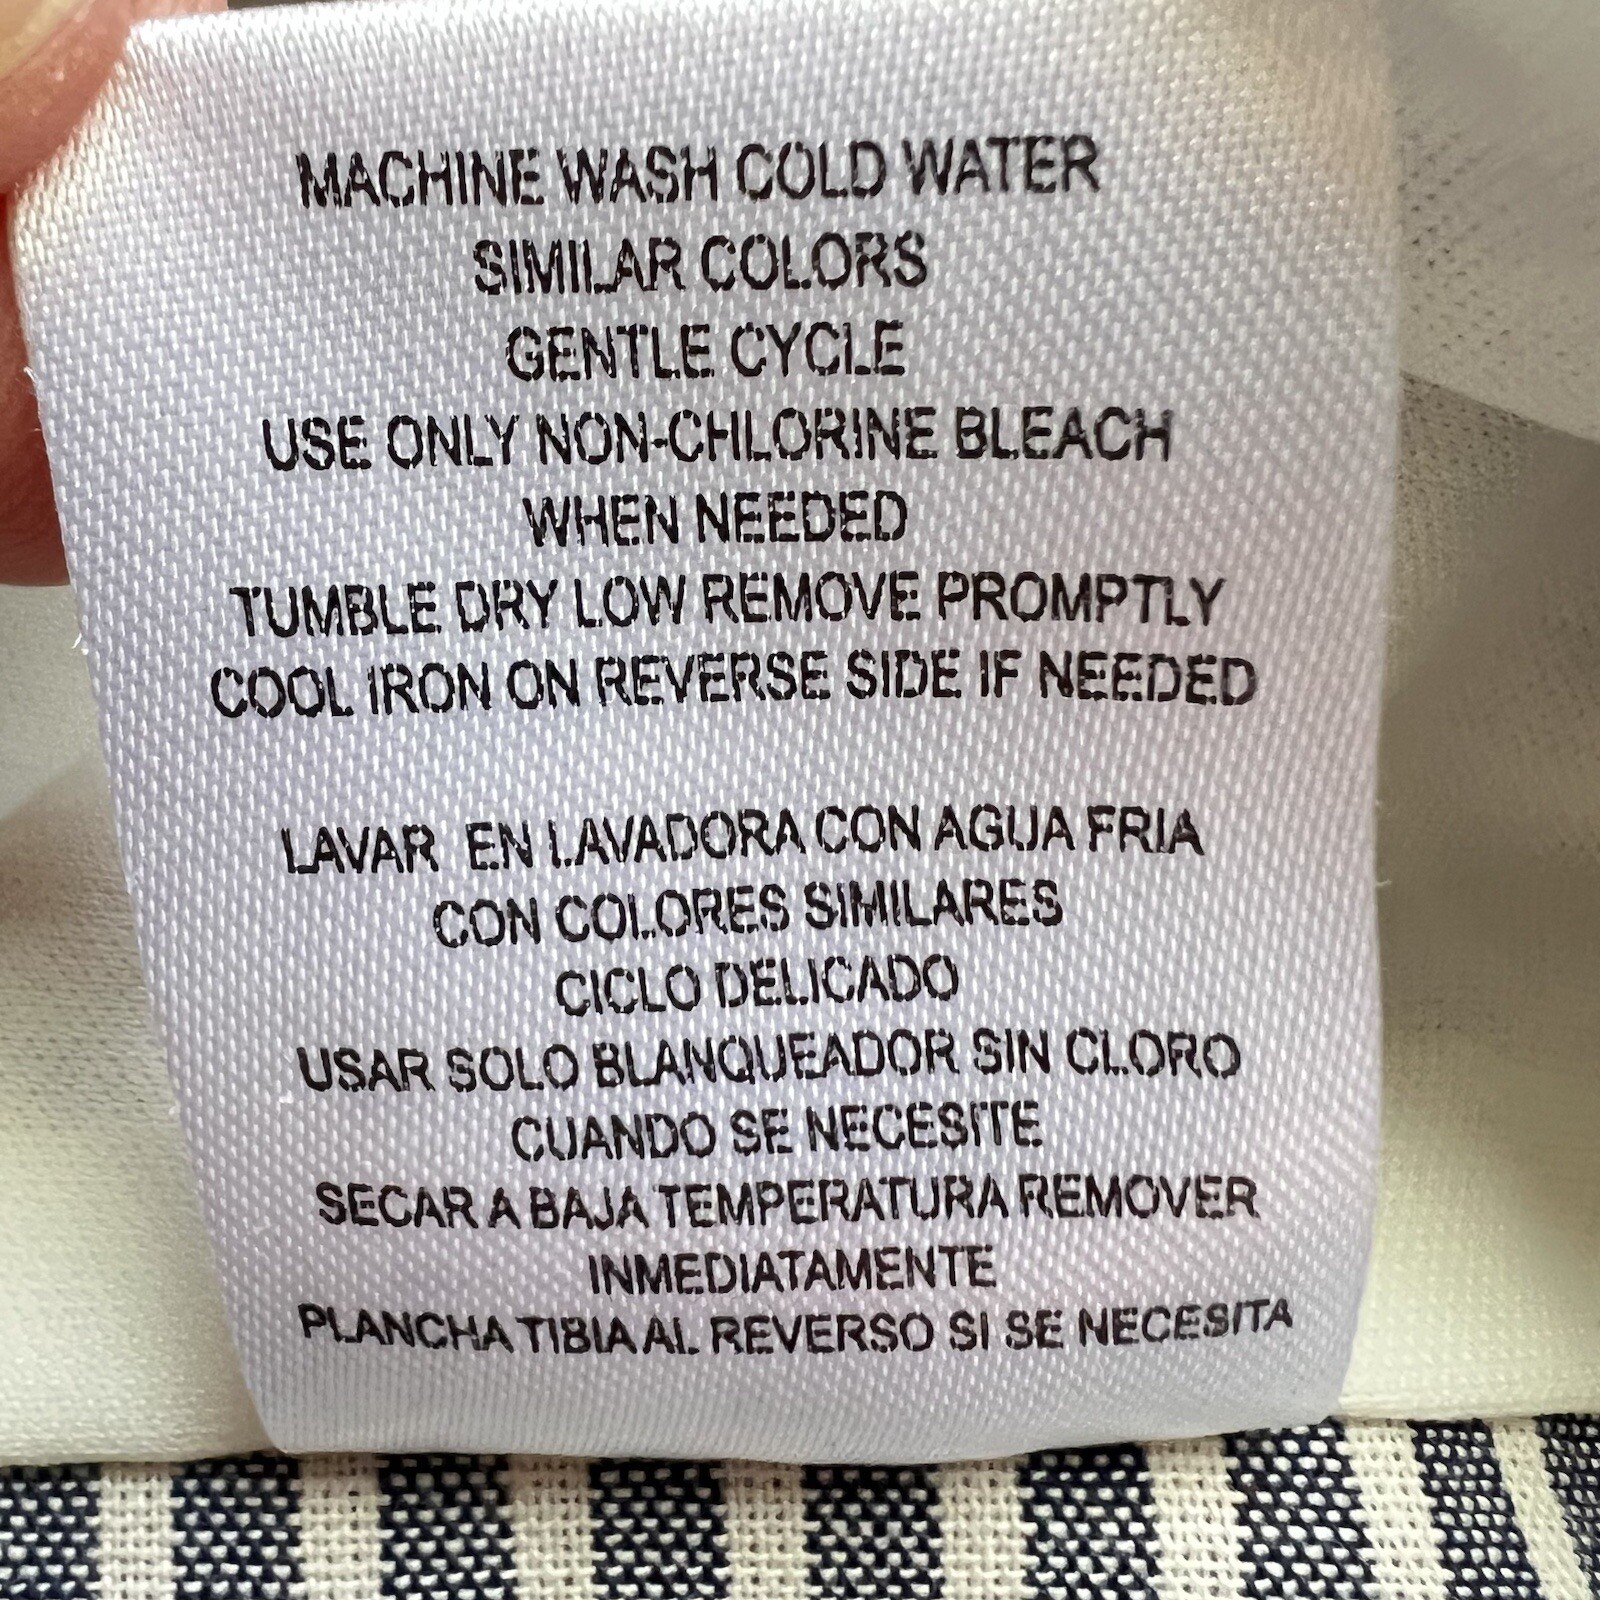 MACHINE WASH COLD WATER
SIMILAR COLORS
GENTLE CYCLE
USE ONLY NON-CHLORINE BLEACH
WHEN NEEDED
TUMBLE DRY LOW REMOVE PROMPTLY
COOL IRON ON REVERSE SIDE IF NEEDED
LAVAR EN LAVADORA CON AGUA FRIA
CON COLORES SIMILARES
CICLO DELICADO
USAR SOLO BLANQUEADOR SIN CLORO
CUANDO SE NECESITE
SECAR A BAJA TEMPERATURA REMOVER
INMEDIATAMENTE
PLANCHA TIBIA AL REVERSO SI SE NECESITA